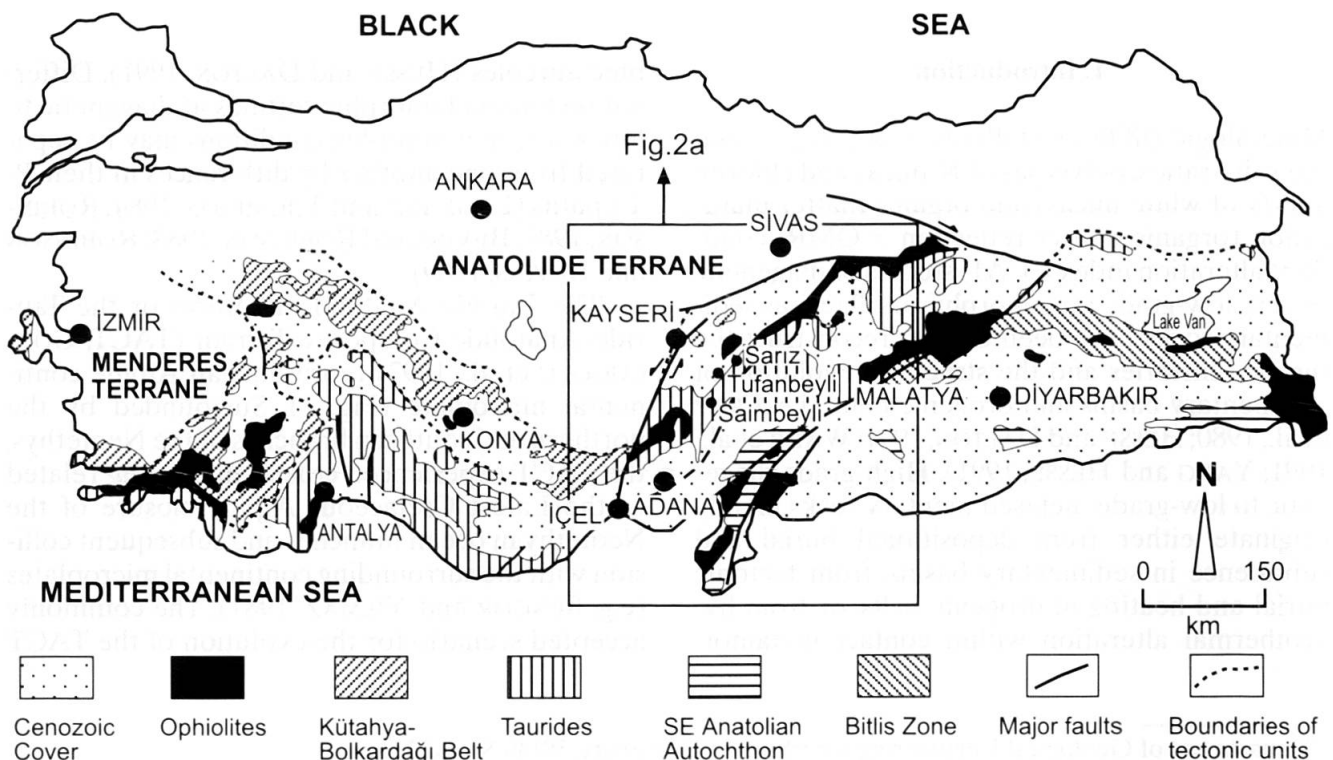 BLACK
SEA
Fig.2a
ANKARA
SİVAS
ANATOLIDE TERRANE
KAYSERİ
Lake Van
İZMİR
MENDERES
TERRANE
Sarız
Tufanbeyli
MALATYA
DİYARBAKIR
Saimbeyli
KONYA
ADANA
İÇEL
ANTALYA
N
MEDITERRANEAN SEA
0 150
km
Cenozoic
Cover
Ophiolites
Kütahya-
Bolkardağı Belt
Taurides
SE Anatolian
Autochthon
Bitlis Zone
Major faults
Boundaries of
tectonic units